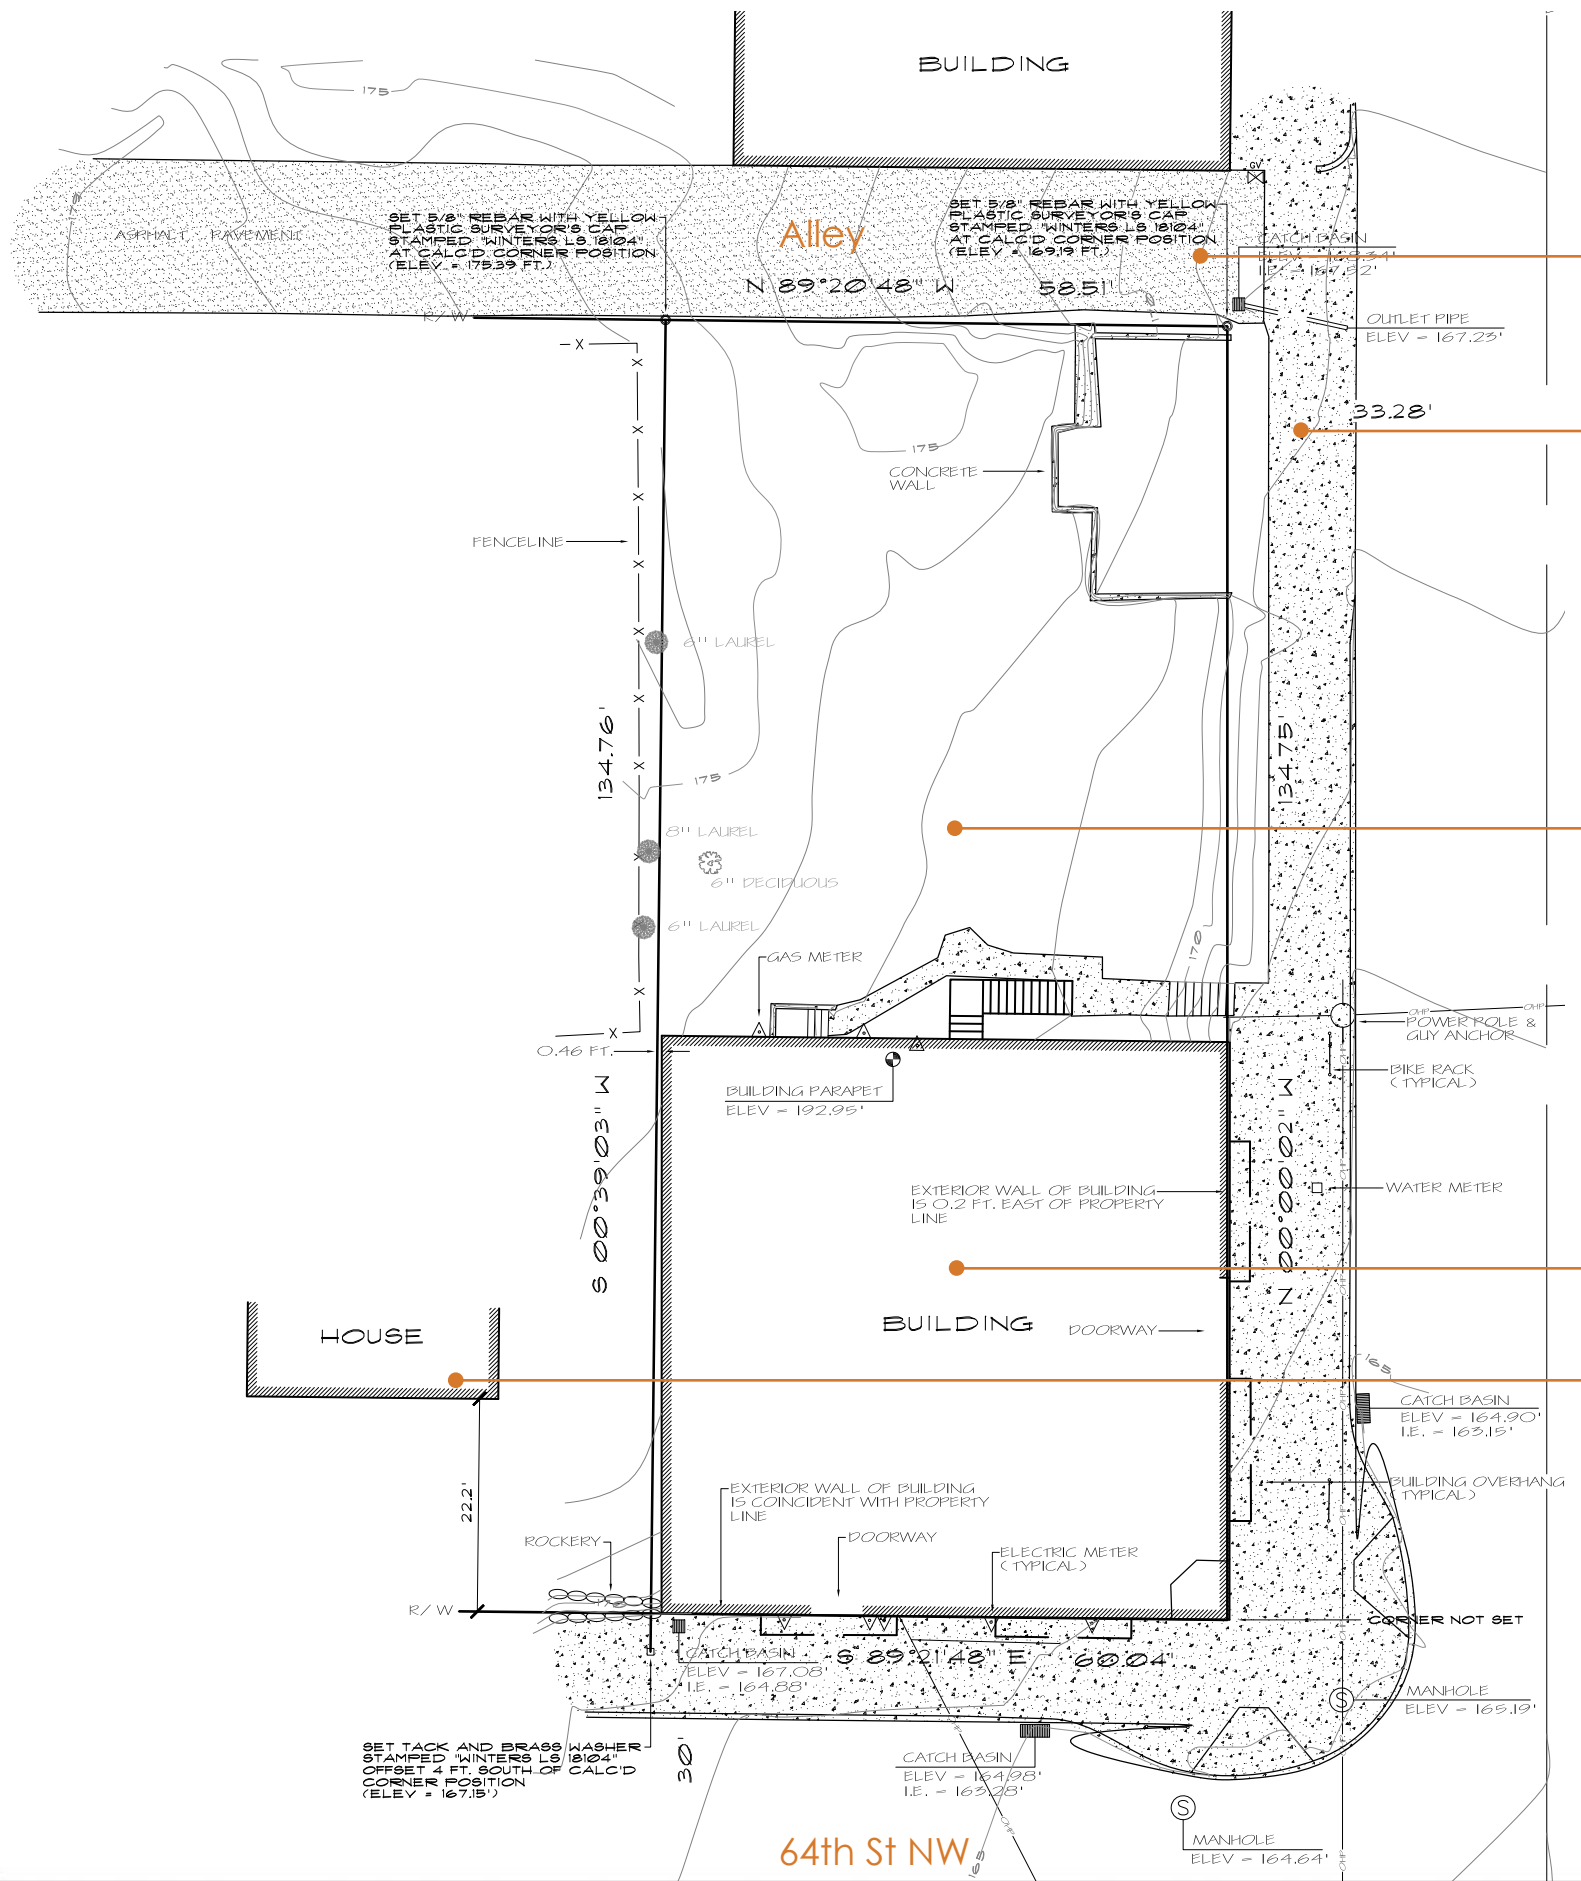 BUILDING
175
175
ASPHALT PAVEMENT
SET 5/8" REBAR WITH YELLOW
PLASTIC SURVEYOR'S CAP
STAMPED "WINTERS LS 18104"
AT CALC'D CORNER POSITION
(ELEV = 175.39 FT.)
Alley
SET 5/8" REBAR WITH YELLOW
PLASTIC SURVEYOR'S CAP
STAMPED "WINTERS LS 18104"
AT CALC'D CORNER POSITION
(ELEV = 169.19 FT.)
GV
CATCH BASIN
I.E. = 167.52'
N 89°20'48" W 58.51'
170
R/W
OUTLET PIPE
ELEV = 167.23'
33.28'
175
CONCRETE
WALL
FENCELINE
6" LAUREL
134.76'
134.75'
175
8" LAUREL
6" DECIDUOUS
6" LAUREL
GAS METER
170
OHP
OHP
POWER POLE &
GUY ANCHOR
0.46 FT.
BIKE RACK
(TYPICAL)
BUILDING PARAPET
ELEV = 192.95'
S 00°39'03" W
N 00°00'02" W
EXTERIOR WALL OF BUILDING
IS 0.2 FT. EAST OF PROPERTY
LINE
WATER METER
HOUSE
BUILDING
DOORWAY
165
CATCH BASIN
ELEV = 164.90'
I.E. = 163.15'
22.2'
EXTERIOR WALL OF BUILDING
IS COINCIDENT WITH PROPERTY
LINE
BUILDING OVERHANG
(TYPICAL)
ROCKERY
DOORWAY
ELECTRIC METER
(TYPICAL)
170
R/W
CORNER NOT SET
CATCH BASIN
ELEV = 167.08'
I.E. = 164.88'
S 89°21'48" E 60.04'
MANHOLE
ELEV = 165.19'
S
SET TACK AND BRASS WASHER
STAMPED "WINTERS LS 18104"
OFFSET 4 FT. SOUTH OF CALC'D
CORNER POSITION
(ELEV = 167.15')
30'
CATCH BASIN
ELEV = 164.98'
I.E. = 163.28'
S
MANHOLE
ELEV = 164.64'
64th St NW
165
OHP